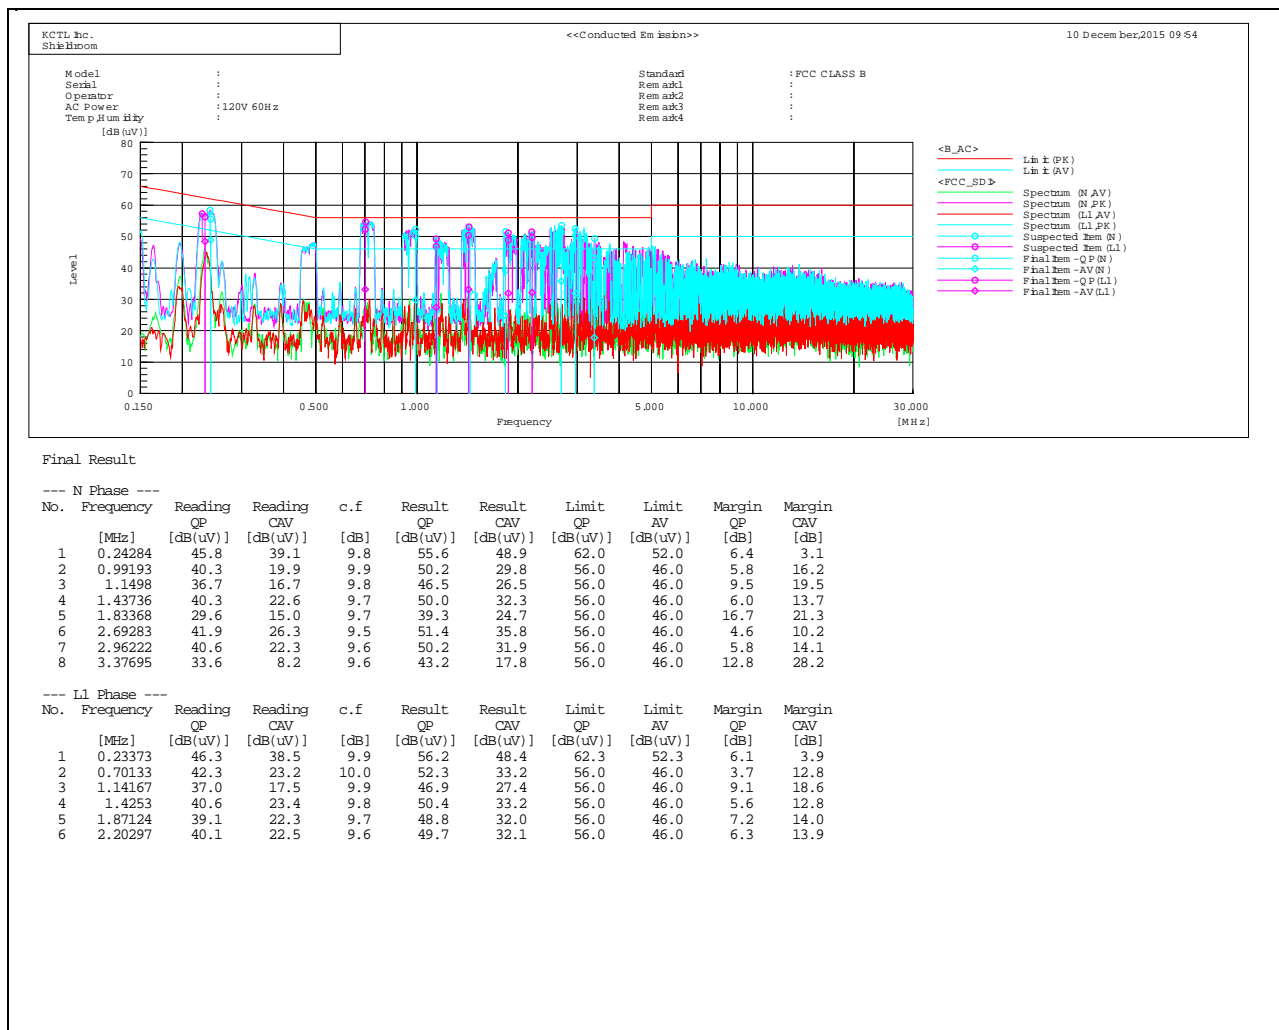 KCTL Inc.
Shieldroom
<<Conducted Emission>>
10 December,2015 09:54
Model :
Serial :
Operator :
AC Power :120V 60Hz
Temp,Humidity :
Standard :FCC CLASS B
Remark1 :
Remark2 :
Remark3 :
Remark4 :
[dB(uV)]
80
70
60
50
40
30
20
10
0
Level
0.150 0.500 1.000 5.000 10.000 30.000
Frequency [MHz]
<B_AC>
Limit (PK)
Limit (AV)
<FCC_SDI>
Spectrum (N,AV)
Spectrum (N,PK)
Spectrum (L1,AV)
Spectrum (L1,PK)
Suspected Item (N)
Suspected Item (L1)
Final Item -QP(N)
Final Item -AV(N)
Final Item -QP(L1)
Final Item -AV(L1)
Final Result
--- N Phase ---
No. Frequency Reading Reading c.f Result Result Limit Limit Margin Margin
QP CAV QP CAV QP AV QP CAV
[MHz] [dB(uV)] [dB(uV)] [dB] [dB(uV)] [dB(uV)] [dB(uV)] [dB(uV)] [dB] [dB]
1 0.24284 45.8 39.1 9.8 55.6 48.9 62.0 52.0 6.4 3.1
2 0.99193 40.3 19.9 9.9 50.2 29.8 56.0 46.0 5.8 16.2
3 1.1498 36.7 16.7 9.8 46.5 26.5 56.0 46.0 9.5 19.5
4 1.43736 40.3 22.6 9.7 50.0 32.3 56.0 46.0 6.0 13.7
5 1.83368 29.6 15.0 9.7 39.3 24.7 56.0 46.0 16.7 21.3
6 2.69283 41.9 26.3 9.5 51.4 35.8 56.0 46.0 4.6 10.2
7 2.96222 40.6 22.3 9.6 50.2 31.9 56.0 46.0 5.8 14.1
8 3.37695 33.6 8.2 9.6 43.2 17.8 56.0 46.0 12.8 28.2
--- L1 Phase ---
No. Frequency Reading Reading c.f Result Result Limit Limit Margin Margin
QP CAV QP CAV QP AV QP CAV
[MHz] [dB(uV)] [dB(uV)] [dB] [dB(uV)] [dB(uV)] [dB(uV)] [dB(uV)] [dB] [dB]
1 0.23373 46.3 38.5 9.9 56.2 48.4 62.3 52.3 6.1 3.9
2 0.70133 42.3 23.2 10.0 52.3 33.2 56.0 46.0 3.7 12.8
3 1.14167 37.0 17.5 9.9 46.9 27.4 56.0 46.0 9.1 18.6
4 1.4253 40.6 23.4 9.8 50.4 33.2 56.0 46.0 5.6 12.8
5 1.87124 39.1 22.3 9.7 48.8 32.0 56.0 46.0 7.2 14.0
6 2.20297 40.1 22.5 9.6 49.7 32.1 56.0 46.0 6.3 13.9